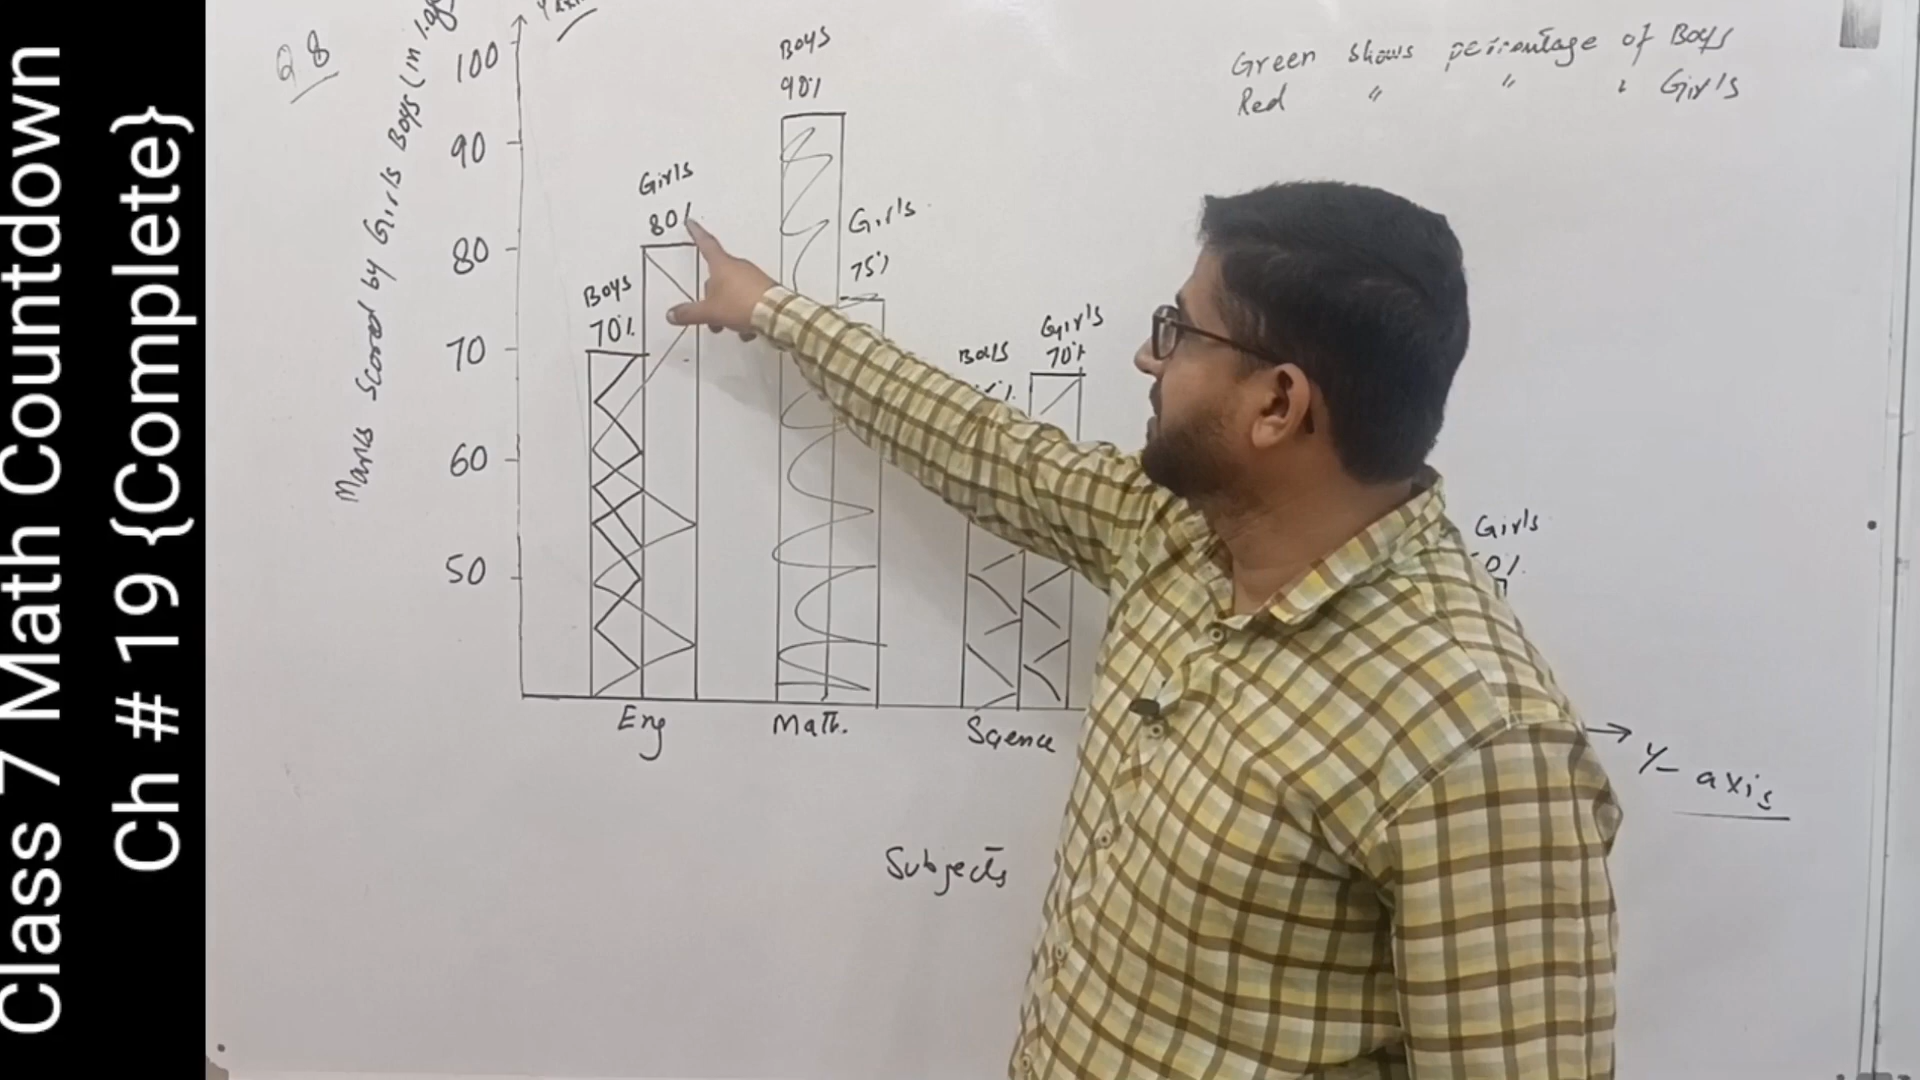 Class 7 Math Countdown
Ch # 19 {Complete}
Q 8
Marks Scored by Girls Boys (in
100
90
80
70
60
50
Boys
70%
Girls
80%
Boys
90%
Girls
75%
Boys
Girls
70%
Girls
0%
Eng
Math.
Science
Subjects
Y- axis
Green shows percentage of Boys
Red " " " Girls